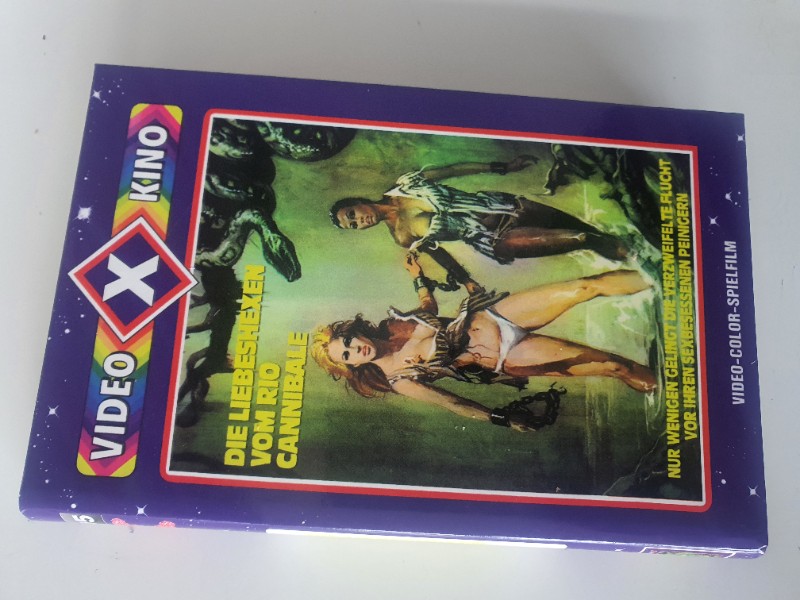 VIDEO X KINO
DIE LIEBESHEXEN
VOM RIO
CANNIBALE
NUR WENIGEN GELINGT DIE VERZWEIFELTE FLUCHT
VOR IHREN SEXBESESSENEN PEINIGERN
VIDEO-COLOR-SPIELFILM